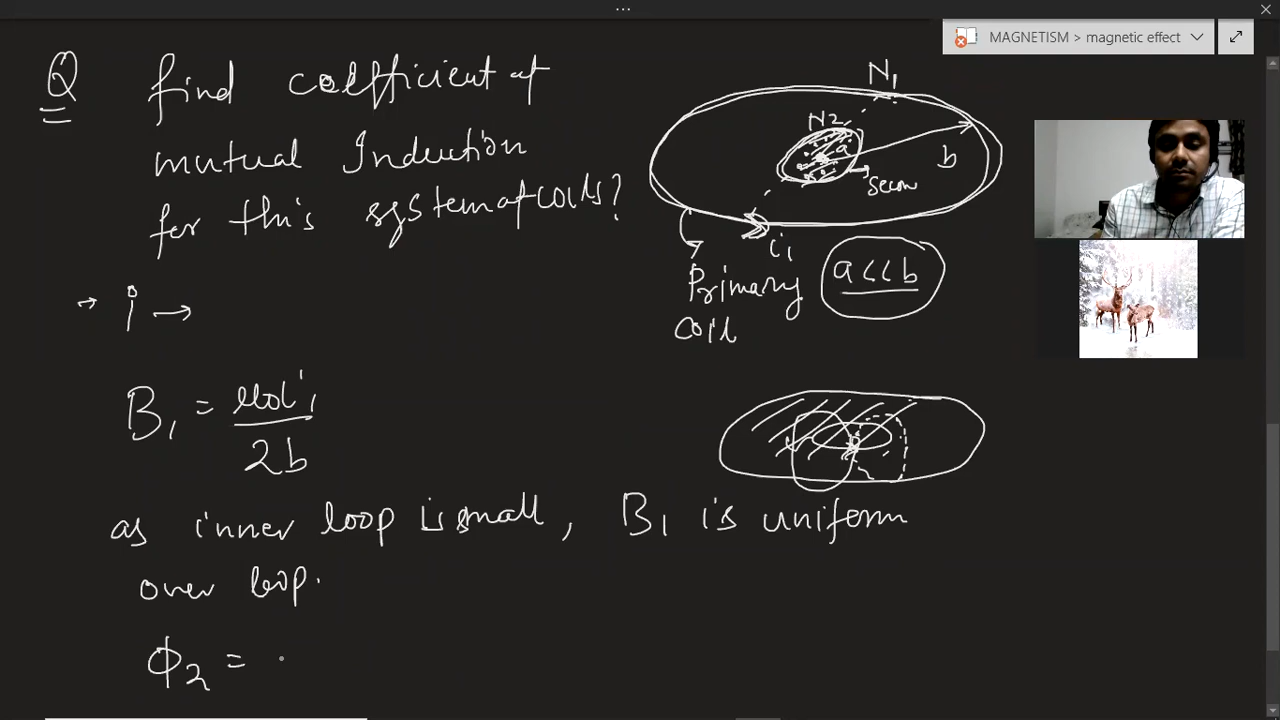 MAGNETISM > magnetic effect
Q find coefficient of
mutual Induction
for this system of coils?
N1
N2
a
b
Secon
i1
Primary
coil
a<<b
i →
B1 = μ0i1
2b
as inner loop is small, B1 is uniform
over loop.
Φ2 =